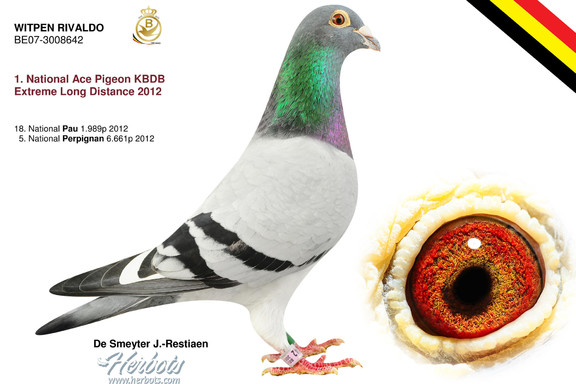 WITPEN RIVALDO
BE07-3008642
1. National Ace Pigeon KBDB
Extreme Long Distance 2012
18. National Pau 1.989p 2012
5. National Perpignan 6.661p 2012
De Smeyter J.-Restiaen
Herbots
www.herbots.com